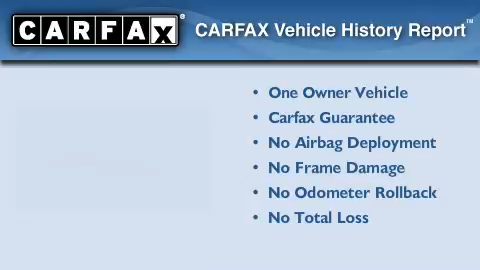 CARFAX® CARFAX Vehicle History Report™
• One Owner Vehicle
• Carfax Guarantee
• No Airbag Deployment
• No Frame Damage
• No Odometer Rollback
• No Total Loss